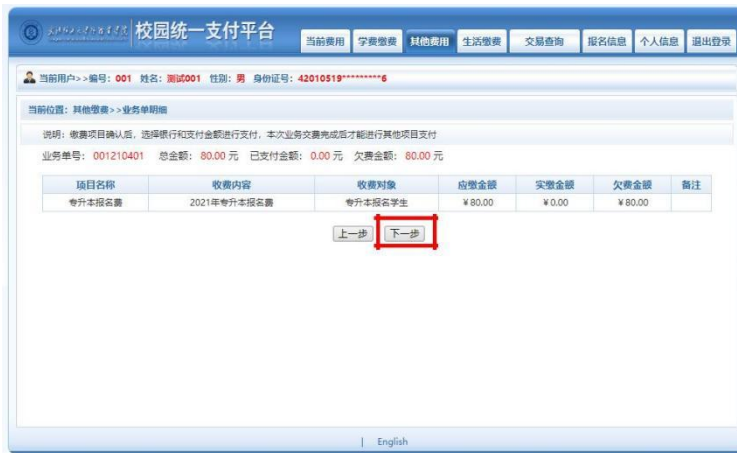 校园统一支付平台
当前费用 学费缴费 其他费用 生活缴费 交易查询 报名信息 个人信息 退出登录
当前用户>>编号：001 姓名：测试001 性别：男 身份证号：42010519*********6
当前位置：其他缴费>>业务单明细
说明：缴费项目确认后，选择银行和支付金额进行支付，本次业务交费完成后才能进行其他项目支付
业务单号：001210401 总金额：80.00 元 已支付金额：0.00 元 欠费金额：80.00 元
项目名称 收费内容 收费对象 应缴金额 实缴金额 欠费金额 备注
专升本报名费 2021年专升本报名费 专升本报名学生 ￥80.00 ￥0.00 ￥80.00
上一步 下一步
| English